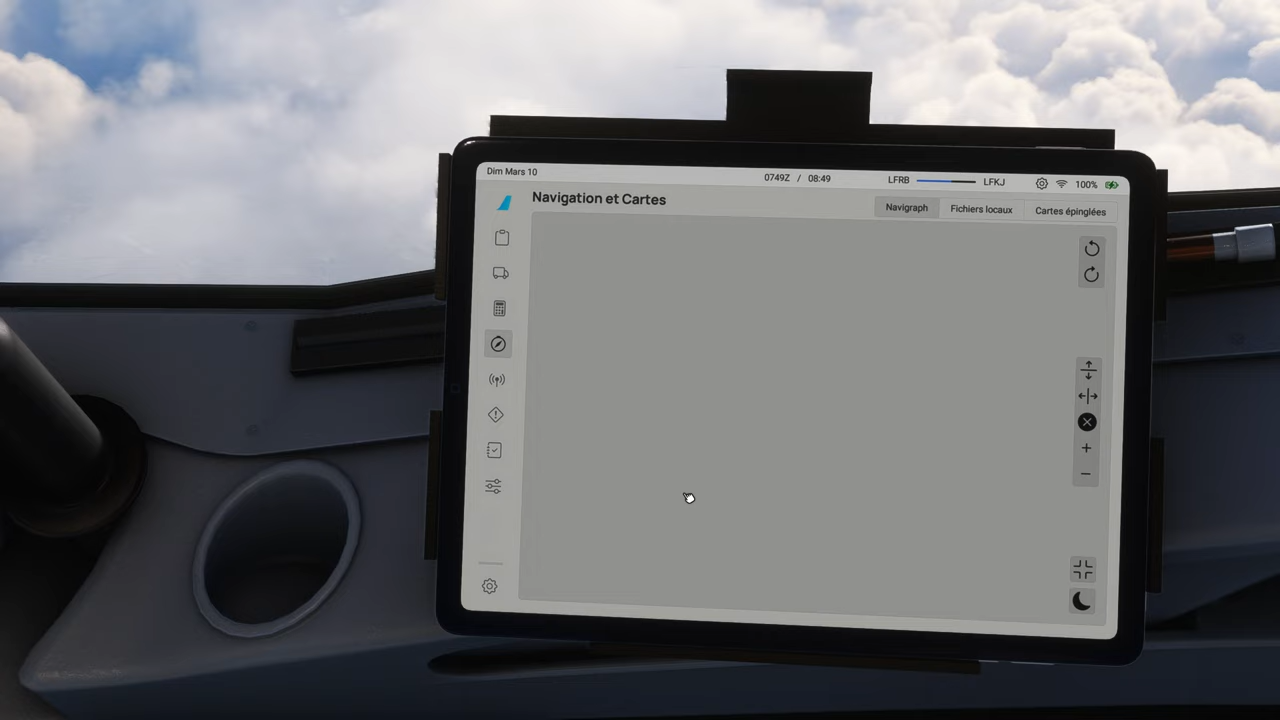 Dim Mars 10
0749Z / 08:49
LFRB LFKJ
100%
Navigation et Cartes
Navigraph
Fichiers locaux
Cartes épinglées